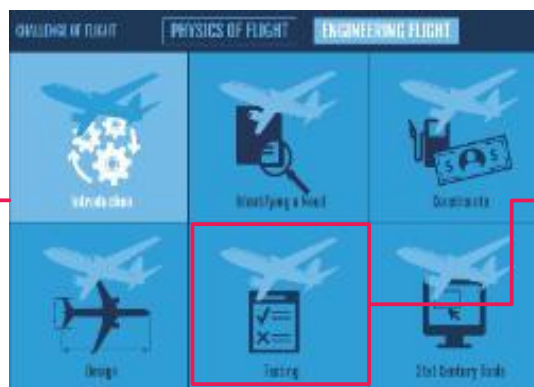 CHALLENGE OF FLIGHT PHYSICS OF FLIGHT ENGINEERING FLIGHT
Introduction Identifying a Need Constraints
Design Testing 21st Century Tools